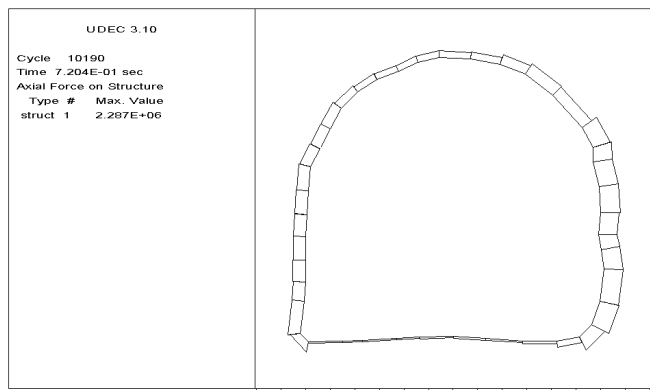 UDEC 3.10
Cycle 10190
Time 7.204E-01 sec
Axial Force on Structure
Type # Max. Value
struct 1 2.287E+06